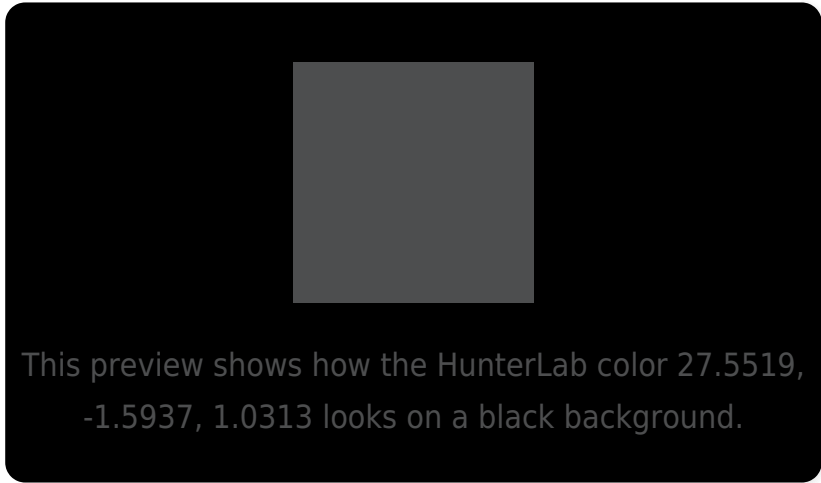 This preview shows how the HunterLab color 27.5519,
-1.5937, 1.0313 looks on a black background.